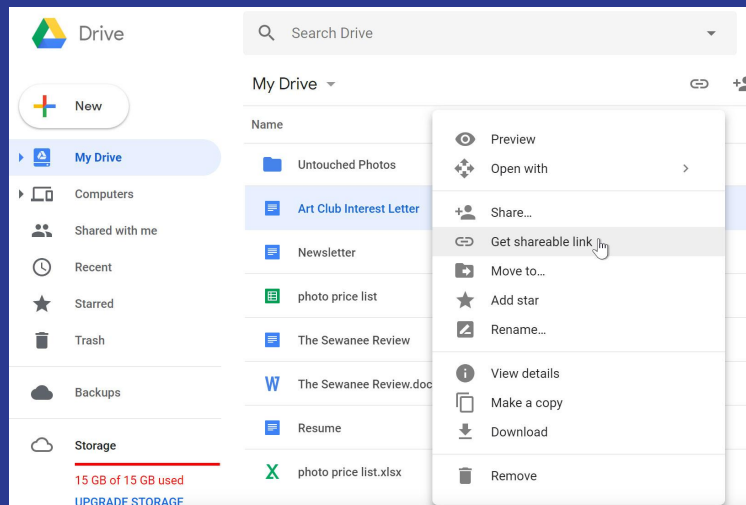 Drive
Search Drive
My Drive
New
Name
My Drive
Computers
Shared with me
Recent
Starred
Trash
Backups
Storage
15 GB of 15 GB used
UPGRADE STORAGE
Untouched Photos
Art Club Interest Letter
Newsletter
photo price list
The Sewanee Review
W The Sewanee Review.doc
Resume
X photo price list.xlsx
Preview
Open with
Share...
Get shareable link
Move to...
Add star
Rename...
View details
Make a copy
Download
Remove